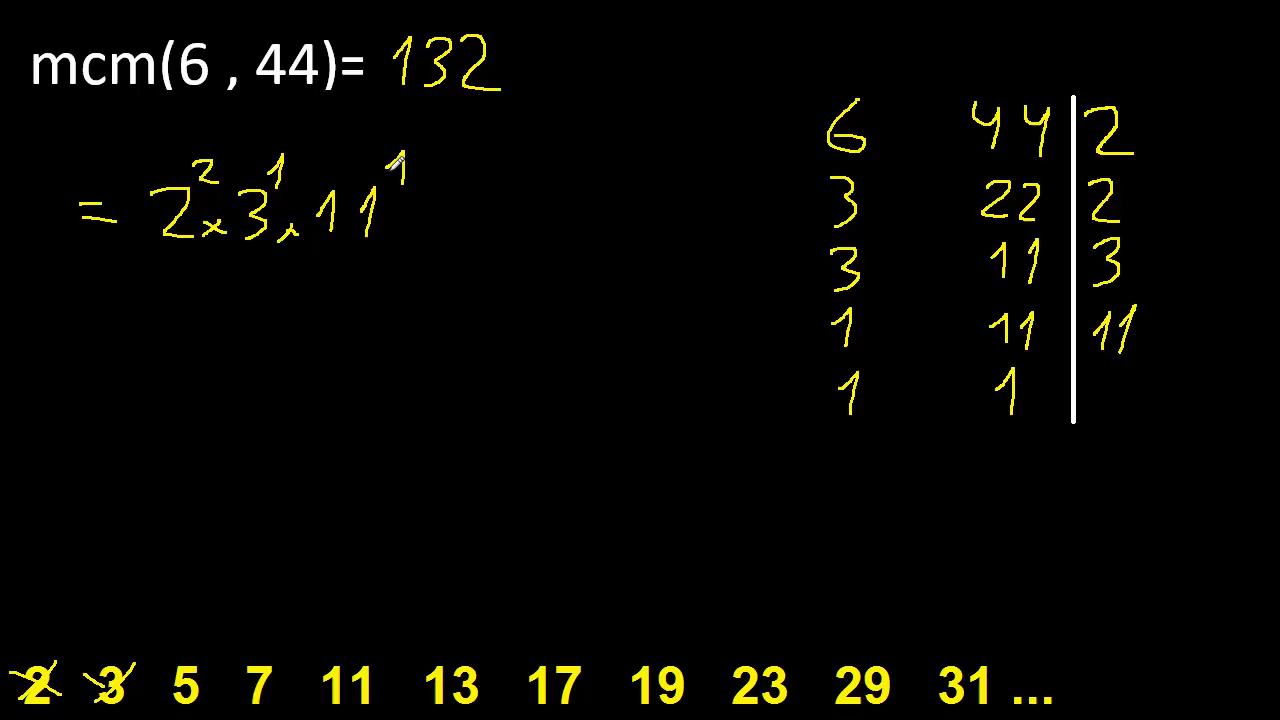 mcm(6 , 44)= 132
= 2² x 3¹ x 11¹
6 44 2
3 22 2
3 11 3
1 11 11
1 1
2 3 5 7 11 13 17 19 23 29 31 ...